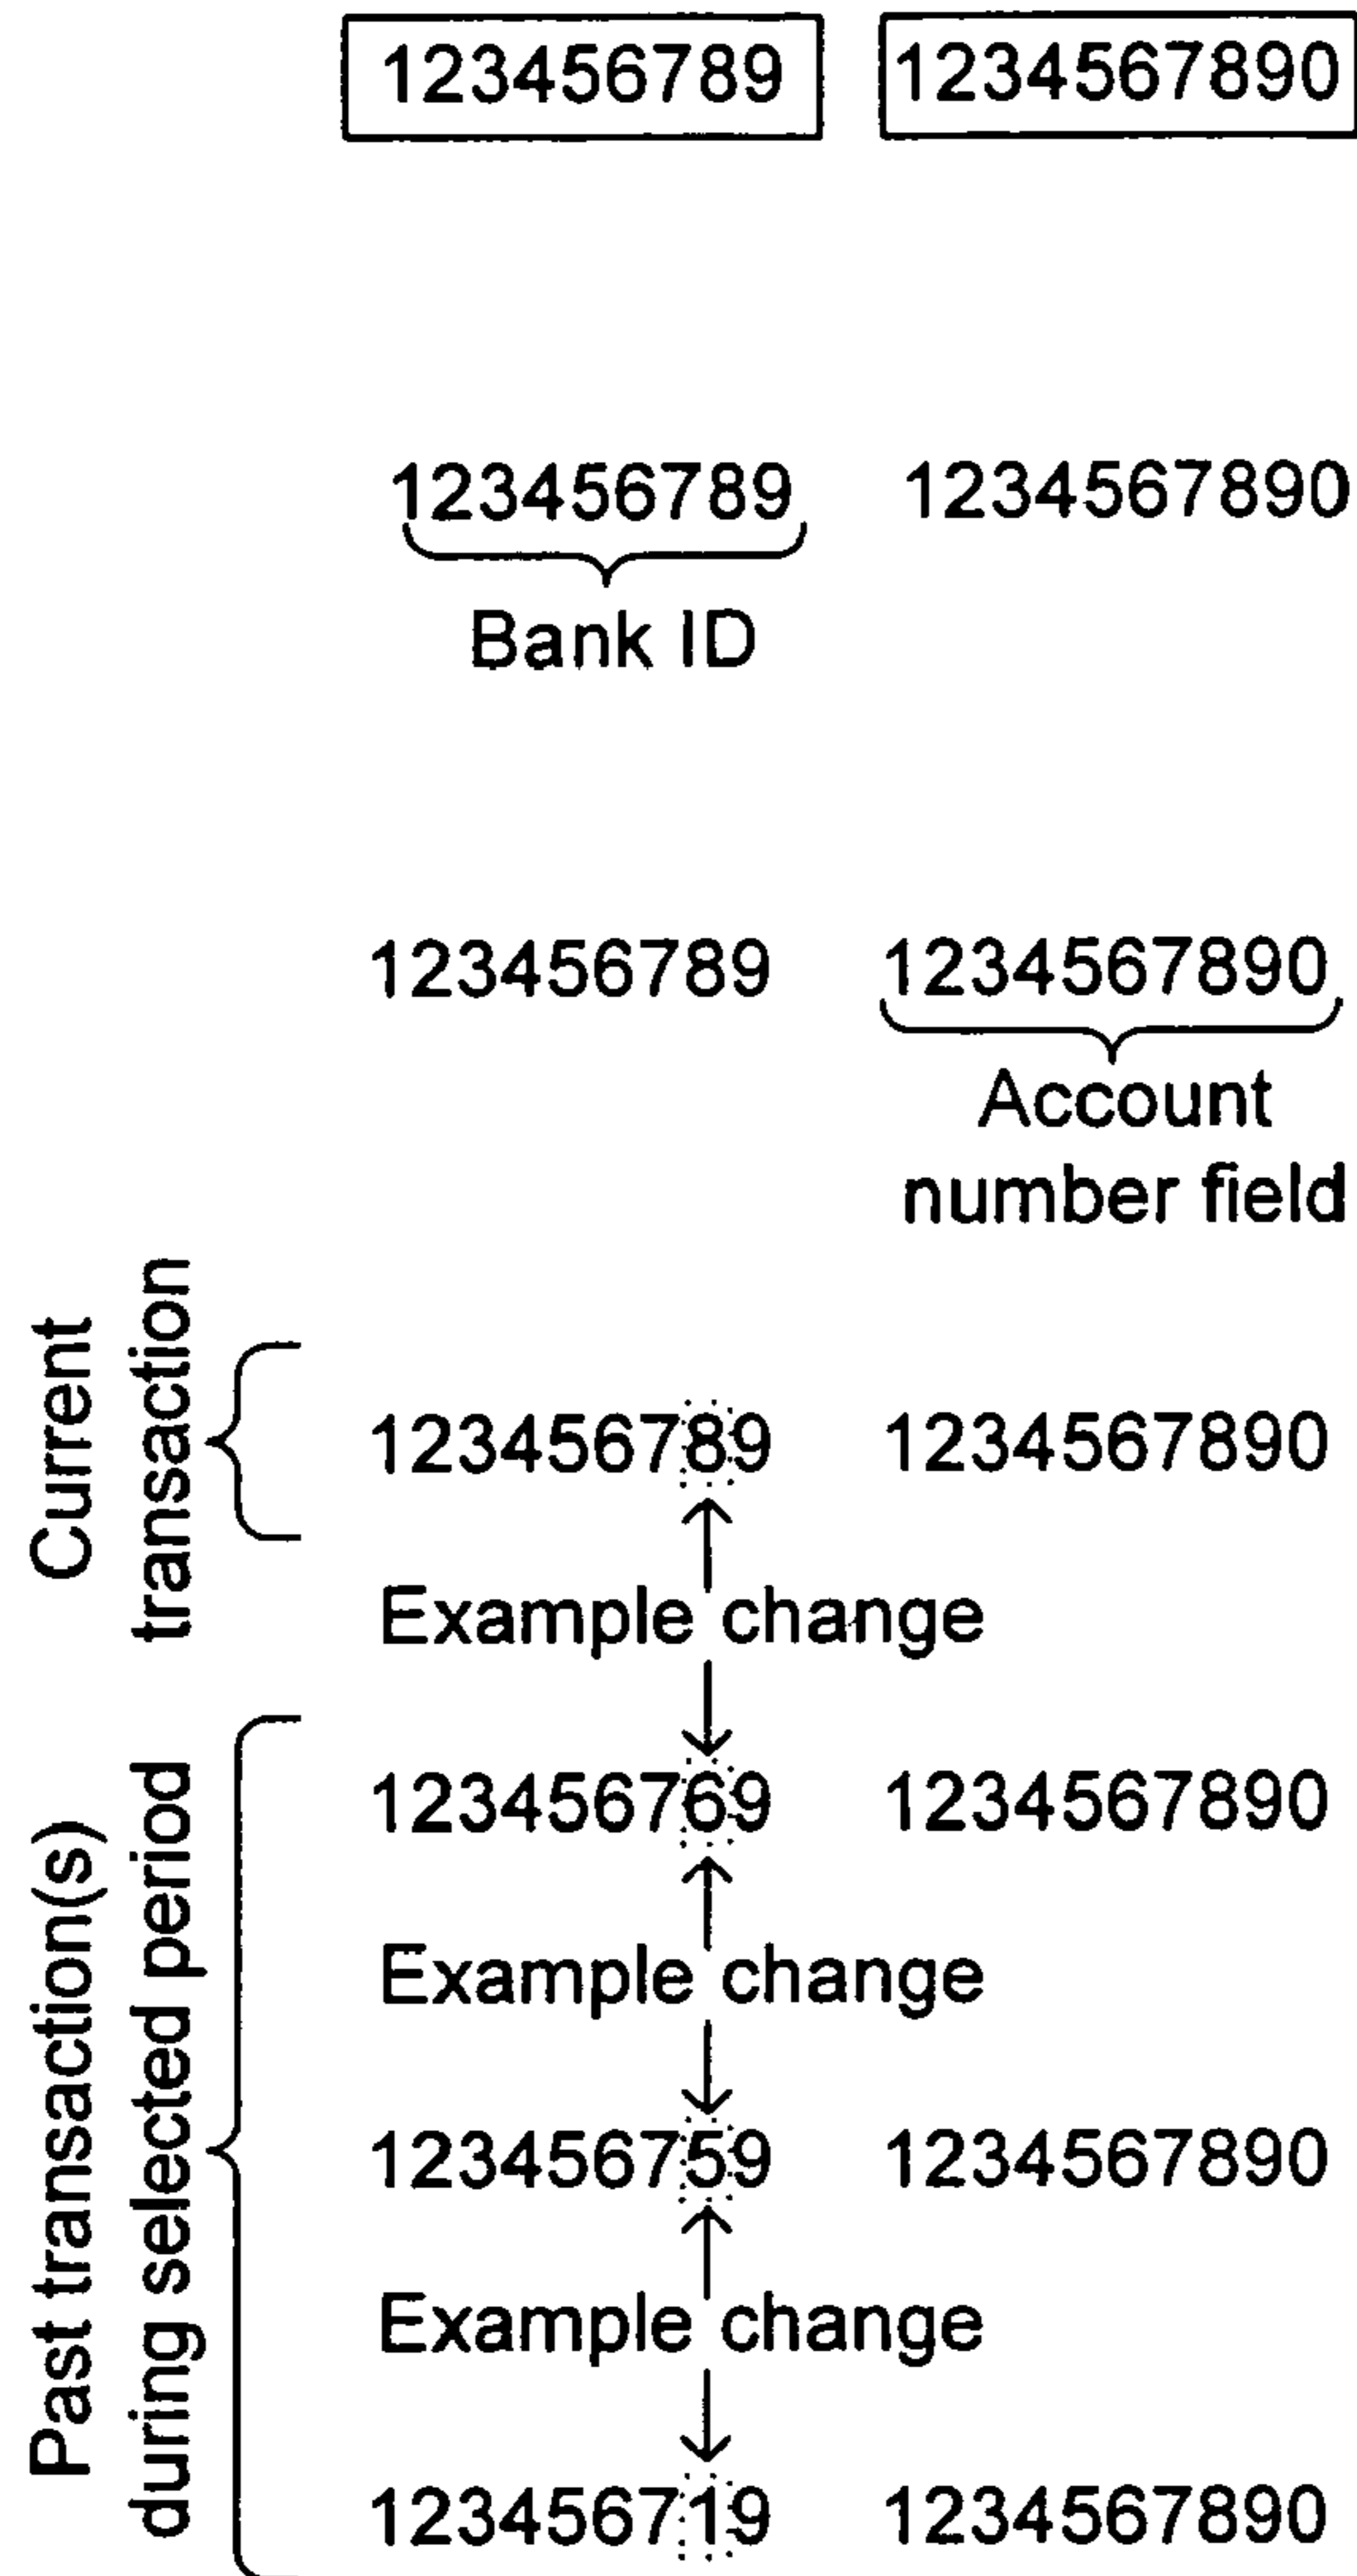 123456789 1234567890
123456789 1234567890
Bank ID
123456789 1234567890
Account
number field
Current
transaction
123456789 1234567890
Example change
Past transaction(s)
during selected period
123456769 1234567890
Example change
123456759 1234567890
Example change
123456719 1234567890